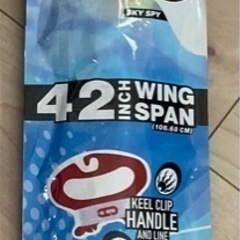 SKY SPY
42 INCH WING SPAN
(106.68 CM)
KEEL CLIP
HANDLE
AND LINE